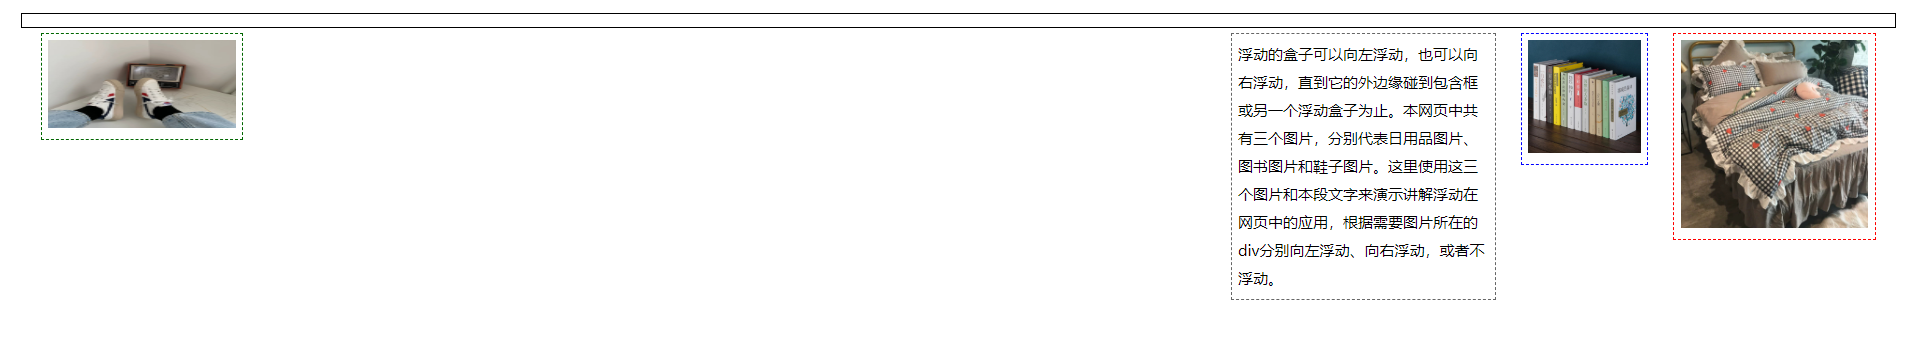 浮动的盒子可以向左浮动，也可以向
右浮动，直到它的外边缘碰到包含框
或另一个浮动盒子为止。本网页中共
有三个图片，分别代表日用品图片、
图书图片和鞋子图片。这里使用这三
个图片和本段文字来演示讲解浮动在
网页中的应用，根据需要图片所在的
div分别向左浮动、向右浮动，或者不
浮动。